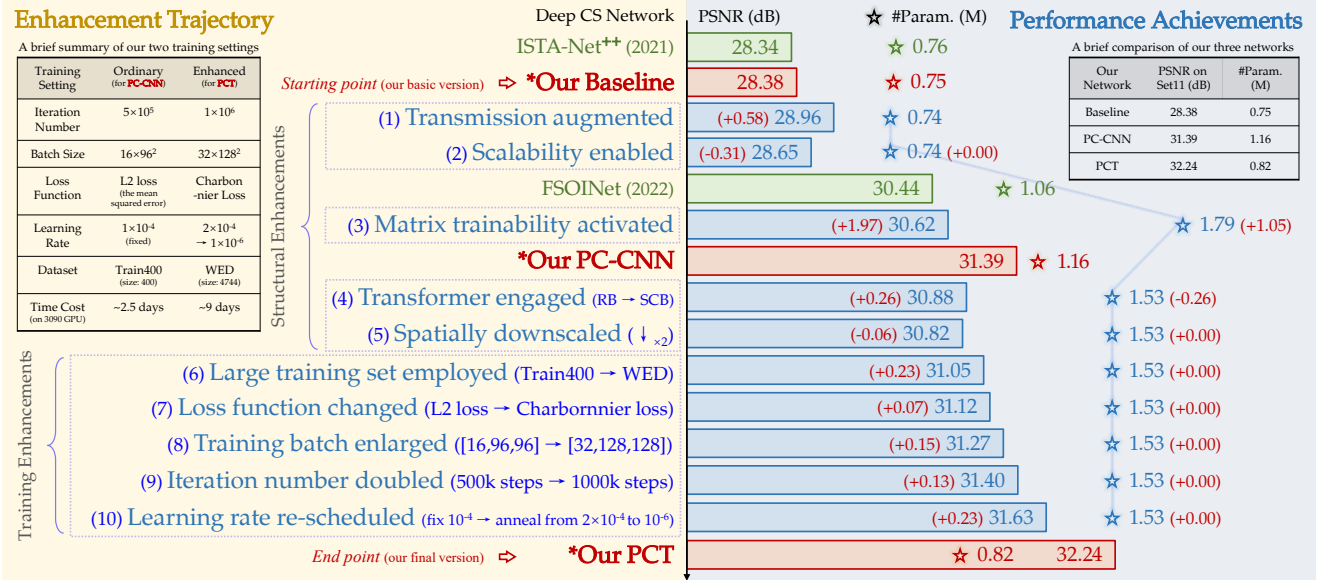 Enhancement Trajectory
A brief summary of our two training settings
Training Setting Ordinary (for PC-CNN) Enhanced (for PCT)
Iteration Number 5×10⁵ 1×10⁶
Batch Size 16×96² 32×128²
Loss Function L2 loss (the mean squared error) Charbon-nier Loss
Learning Rate 1×10⁻⁴ (fixed) 2×10⁻⁴ → 1×10⁻⁶
Dataset Train400 (size: 400) WED (size: 4744)
Time Cost (on 3090 GPU) ~2.5 days ~9 days
Structural Enhancements
Training Enhancements
Deep CS Network PSNR (dB) ☆ #Param. (M)
ISTA-Net⁺⁺ (2021) 28.34 ☆ 0.76
Starting point (our basic version) ⇨ *Our Baseline 28.38 ☆ 0.75
(1) Transmission augmented (+0.58) 28.96 ☆ 0.74
(2) Scalability enabled (-0.31) 28.65 ☆ 0.74 (+0.00)
FSOINet (2022) 30.44 ☆ 1.06
(3) Matrix trainability activated (+1.97) 30.62 ☆ 1.79 (+1.05)
*Our PC-CNN 31.39 ☆ 1.16
(4) Transformer engaged (RB → SCB) (+0.26) 30.88 ☆ 1.53 (-0.26)
(5) Spatially downscaled (↓ ×2) (-0.06) 30.82 ☆ 1.53 (+0.00)
(6) Large training set employed (Train400 → WED) (+0.23) 31.05 ☆ 1.53 (+0.00)
(7) Loss function changed (L2 loss → Charbornnier loss) (+0.07) 31.12 ☆ 1.53 (+0.00)
(8) Training batch enlarged ([16,96,96] → [32,128,128]) (+0.15) 31.27 ☆ 1.53 (+0.00)
(9) Iteration number doubled (500k steps → 1000k steps) (+0.13) 31.40 ☆ 1.53 (+0.00)
(10) Learning rate re-scheduled (fix 10⁻⁴ → anneal from 2×10⁻⁴ to 10⁻⁶) (+0.23) 31.63 ☆ 1.53 (+0.00)
End point (our final version) ⇨ *Our PCT ☆ 0.82 32.24
Performance Achievements
A brief comparison of our three networks
Our Network PSNR on Set11 (dB) #Param. (M)
Baseline 28.38 0.75
PC-CNN 31.39 1.16
PCT 32.24 0.82